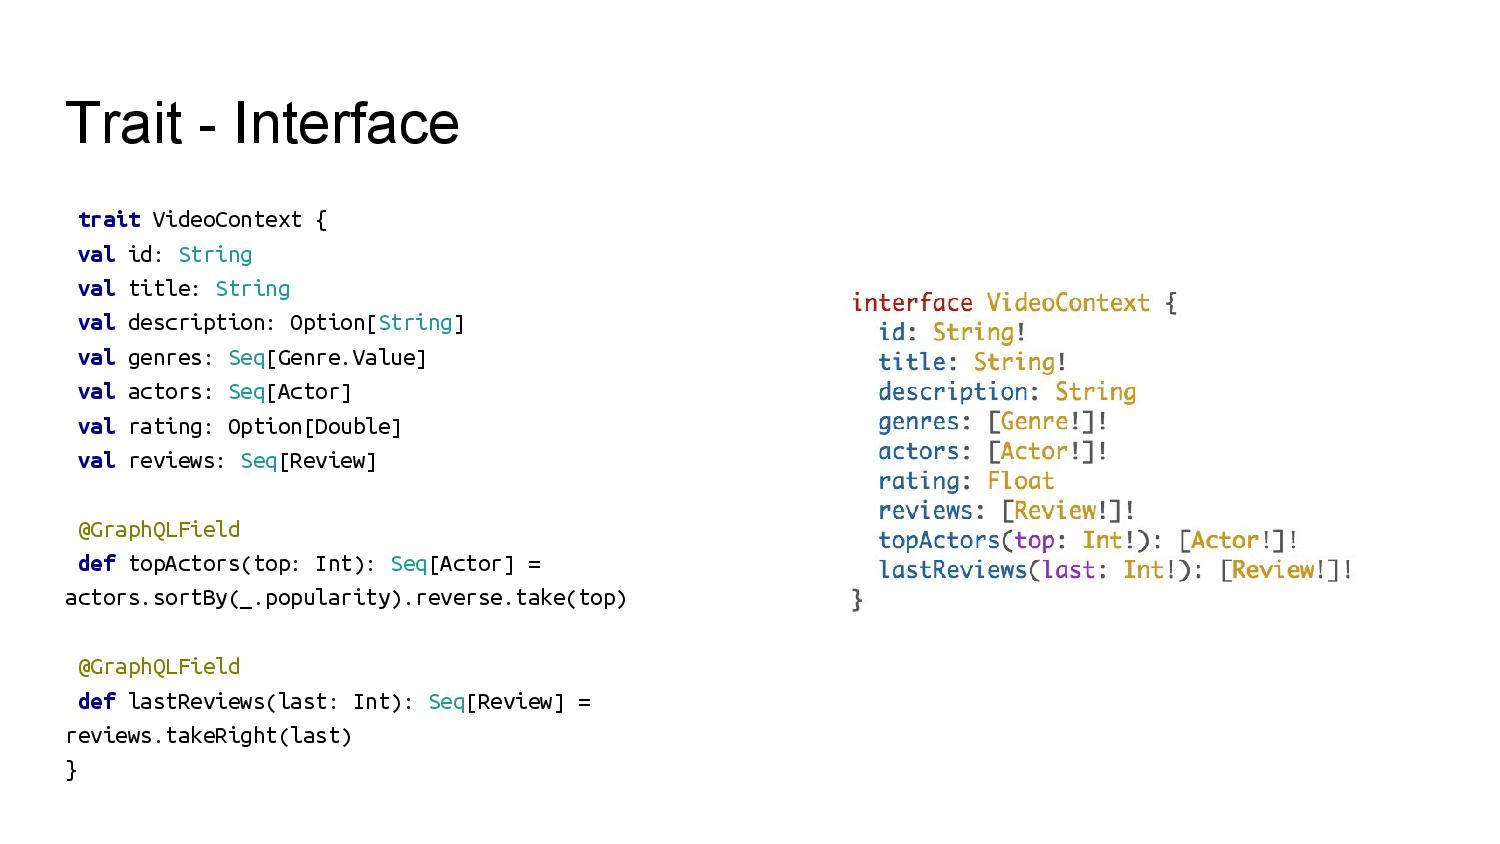 Trait - Interface
trait VideoContext {
val id: String
val title: String
val description: Option[String]
val genres: Seq[Genre.Value]
val actors: Seq[Actor]
val rating: Option[Double]
val reviews: Seq[Review]
@GraphQLField
def topActors(top: Int): Seq[Actor] =
actors.sortBy(_.popularity).reverse.take(top)
@GraphQLField
def lastReviews(last: Int): Seq[Review] =
reviews.takeRight(last)
}
interface VideoContext {
id: String!
title: String!
description: String
genres: [Genre!]!
actors: [Actor!]!
rating: Float
reviews: [Review!]!
topActors(top: Int!): [Actor!]!
lastReviews(last: Int!): [Review!]!
}